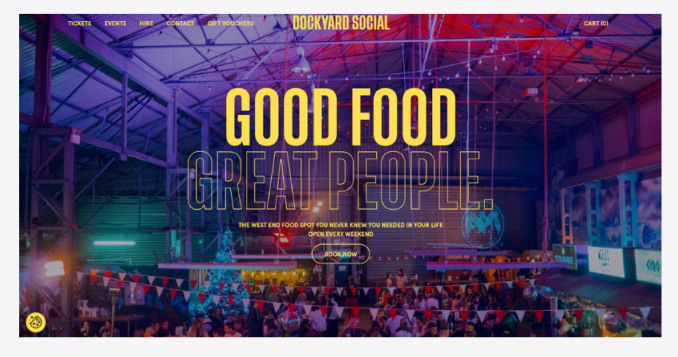 TICKETS EVENTS HIRE CONTACT GIFT VOUCHERS DOCKYARD SOCIAL CART (0)
GOOD FOOD
GREAT PEOPLE.
THE WEST END FOOD SPOT YOU NEVER KNEW YOU NEEDED IN YOUR LIFE
OPEN EVERY WEEKEND
BOOK NOW